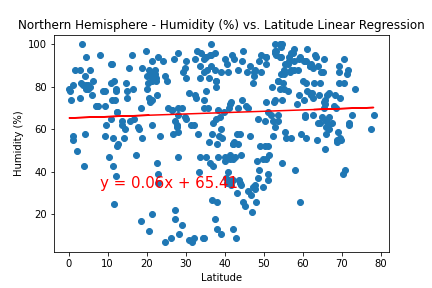 Northern Hemisphere - Humidity (%) vs. Latitude Linear Regression
100
80
60
40
20
Humidity (%)
y = 0.06x + 65.41
0 10 20 30 40 50 60 70 80
Latitude